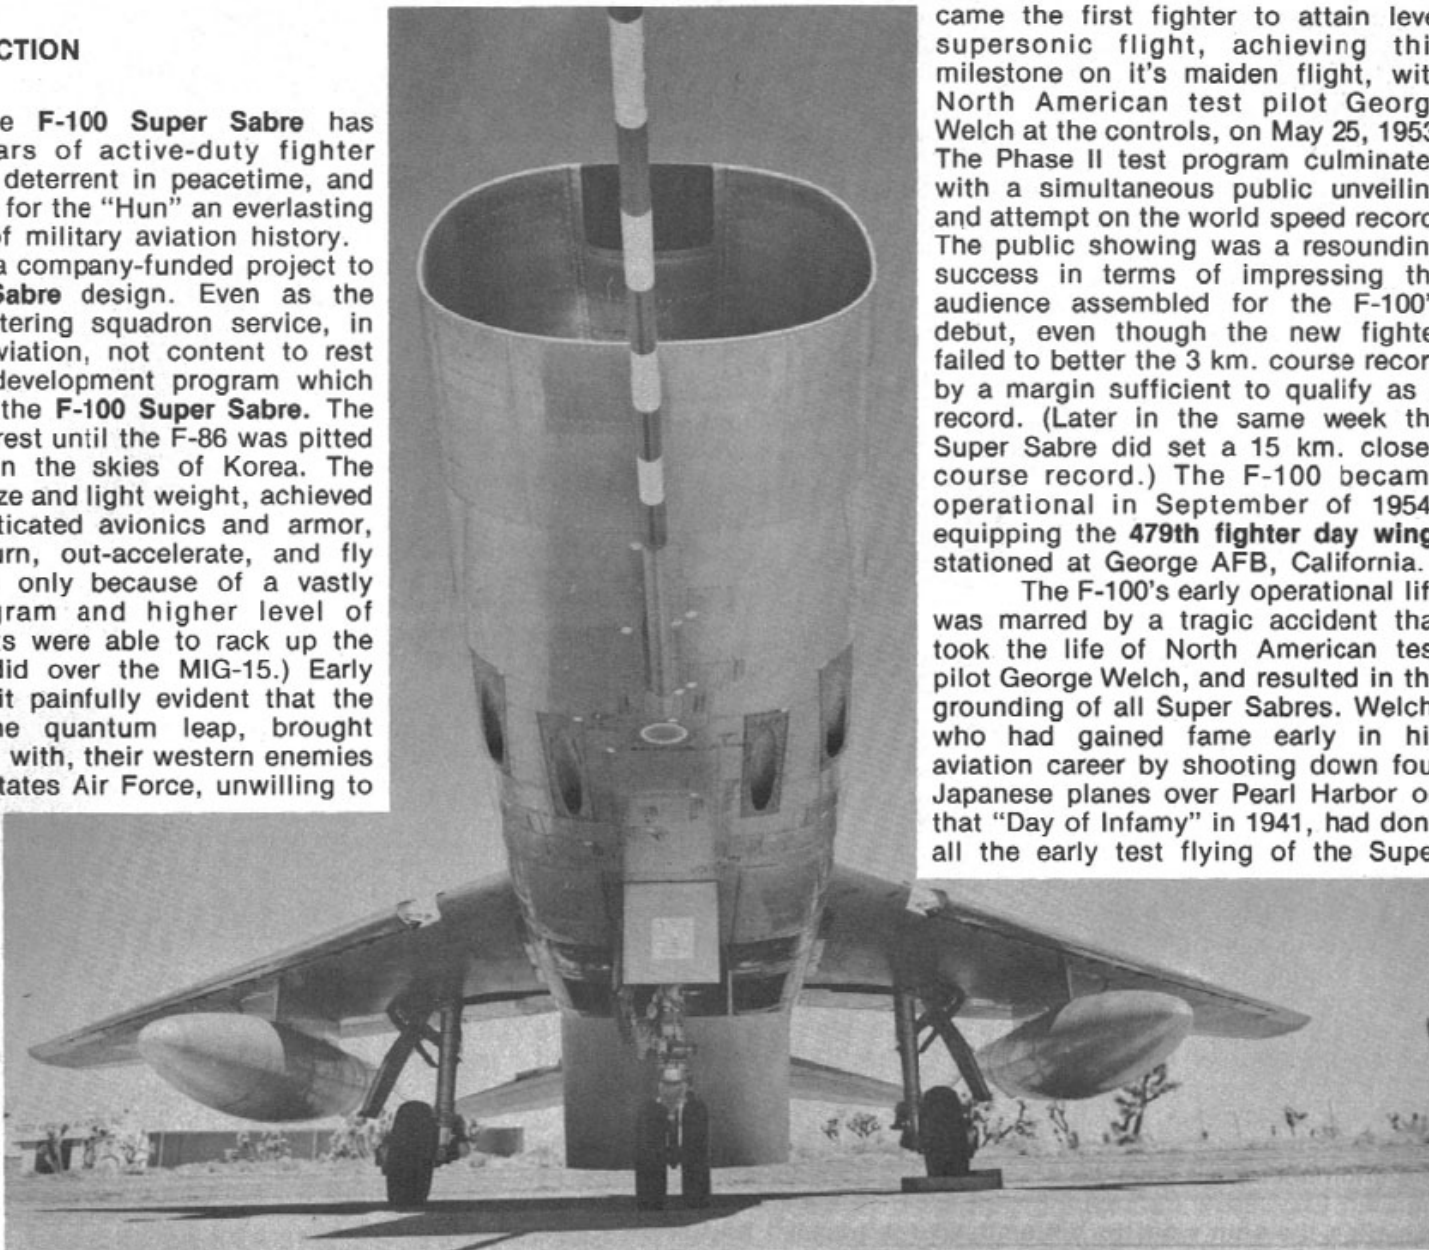 CTION
e F-100 Super Sabre has
ars of active-duty fighter
deterrent in peacetime, and
for the “Hun” an everlasting
of military aviation history.
a company-funded project to
Sabre design. Even as the
tering squadron service, in
viation, not content to rest
development program which
the F-100 Super Sabre. The
rest until the F-86 was pitted
n the skies of Korea. The
ze and light weight, achieved
ticated avionics and armor,
urn, out-accelerate, and fly
only because of a vastly
gram and higher level of
ts were able to rack up the
did over the MIG-15.) Early
it painfully evident that the
ne quantum leap, brought
with, their western enemies
tates Air Force, unwilling to
came the first fighter to attain leve
supersonic flight, achieving thi
milestone on it's maiden flight, wit
North American test pilot Georg
Welch at the controls, on May 25, 1953
The Phase II test program culminate
with a simultaneous public unveilin
and attempt on the world speed record
The public showing was a resoundin
success in terms of impressing th
audience assembled for the F-100'
debut, even though the new fighte
failed to better the 3 km. course recor
by a margin sufficient to qualify as
record. (Later in the same week th
Super Sabre did set a 15 km. close
course record.) The F-100 becam
operational in September of 1954
equipping the 479th fighter day wing
stationed at George AFB, California.
The F-100's early operational lif
was marred by a tragic accident tha
took the life of North American tes
pilot George Welch, and resulted in th
grounding of all Super Sabres. Welch
who had gained fame early in hi
aviation career by shooting down fou
Japanese planes over Pearl Harbor o
that “Day of Infamy” in 1941, had don
all the early test flying of the Supe